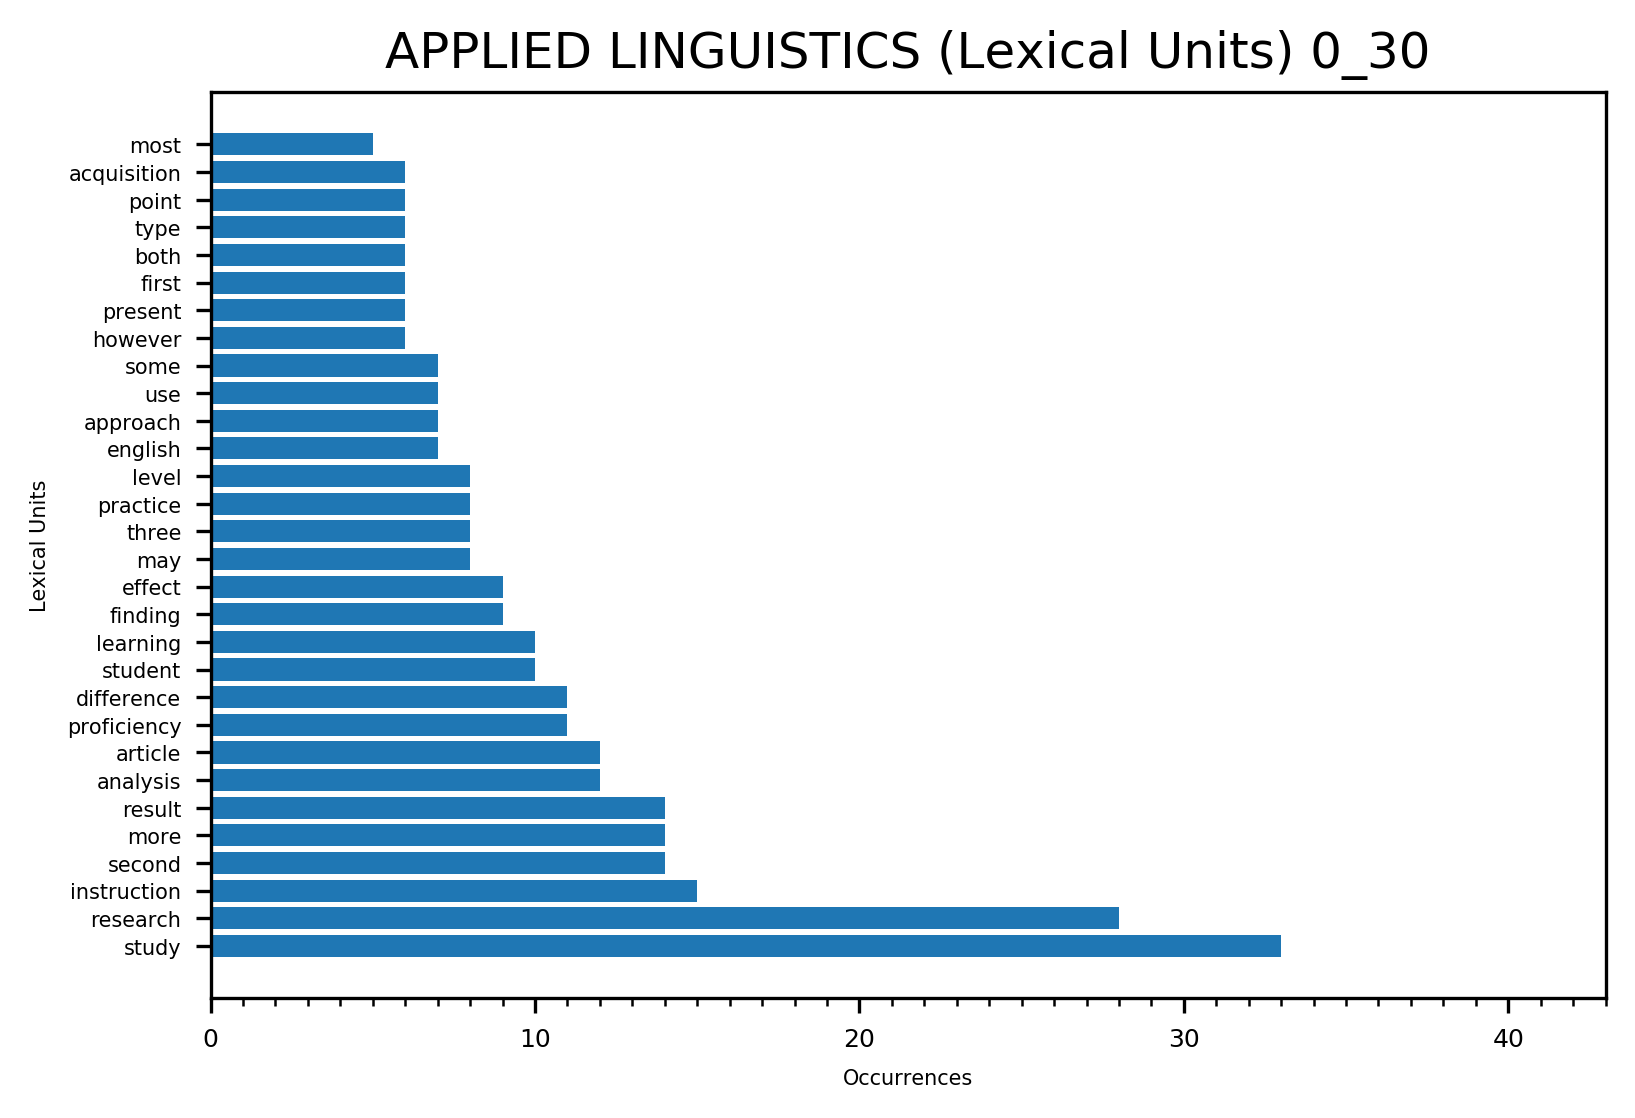 APPLIED LINGUISTICS (Lexical Units) 0_30
most
acquisition
point
type
both
first
present
however
some
use
approach
english
level
practice
three
may
effect
finding
learning
student
difference
proficiency
article
analysis
result
more
second
instruction
research
study
Lexical Units
0 10 20 30 40
Occurrences